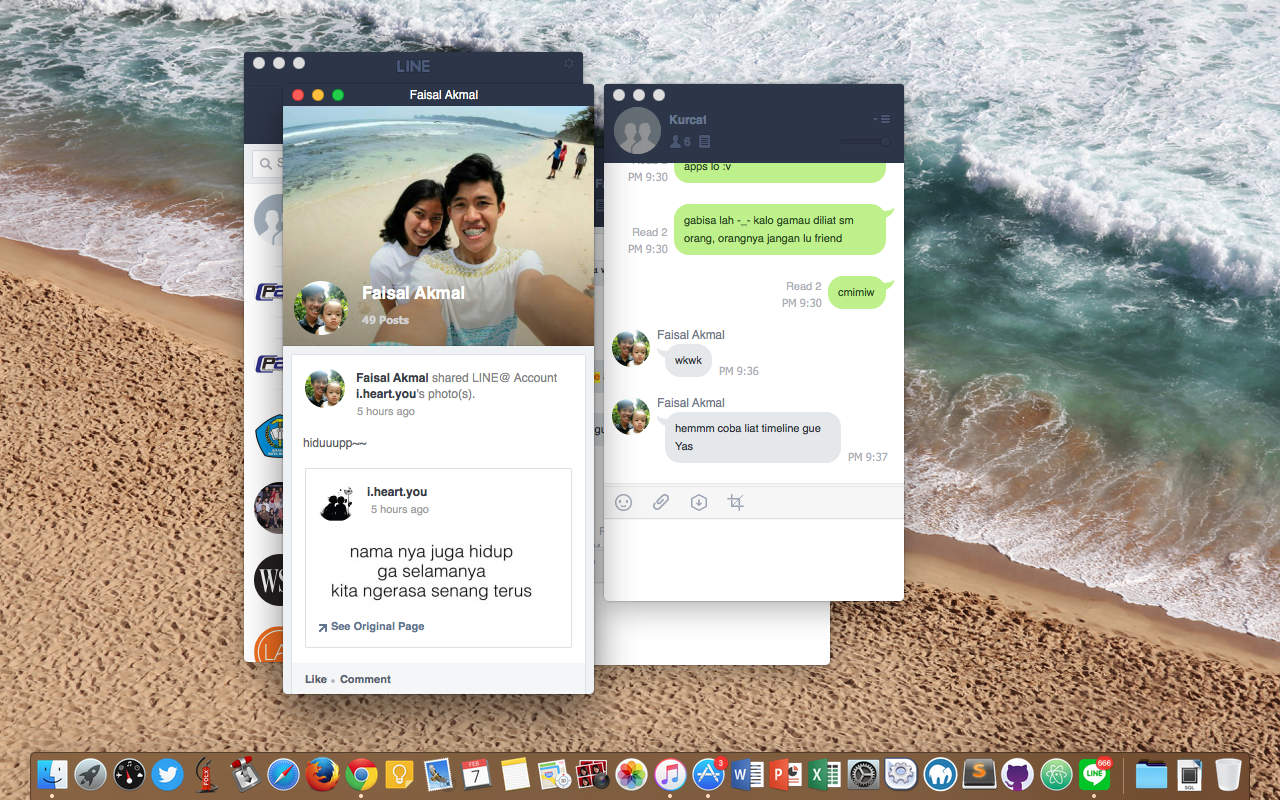 LINE
Faisal Akmal
Faisal Akmal
49 Posts
Faisal Akmal shared LINE@ Account
i.heart.you's photo(s).
5 hours ago
hiduuupp~~
i.heart.you
5 hours ago
nama nya juga hidup
ga selamanya
kita ngerasa senang terus
See Original Page
Like • Comment
Kurcaf
6
PM 9:30
apps lo :v
gabisa lah -_- kalo gamau diliat sm
orang, orangnya jangan lu friend
Read 2
PM 9:30
cmimiw
Read 2
PM 9:30
Faisal Akmal
wkwk
PM 9:36
Faisal Akmal
hemmm coba liat timeline gue
Yas
PM 9:37
FOLX
FEB
7
3
W
P
X
S
LINE
666
SQL